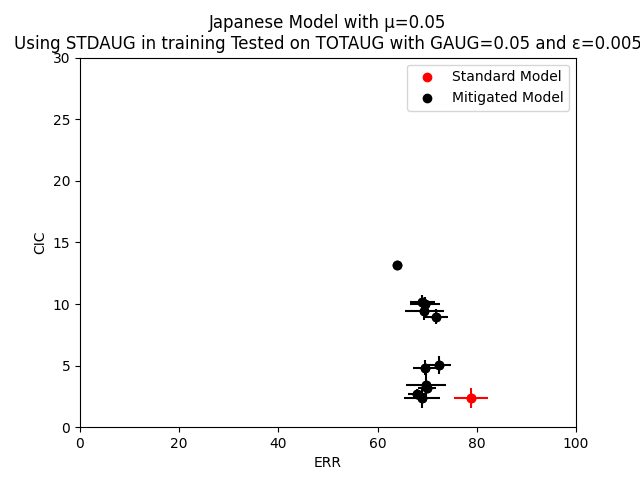 Japanese Model with μ=0.05
Using STDAUG in training Tested on TOTAUG with GAUG=0.05 and ε=0.005
Standard Model
Mitigated Model
30
25
20
15
10
5
0
CIC
0 20 40 60 80 100
ERR